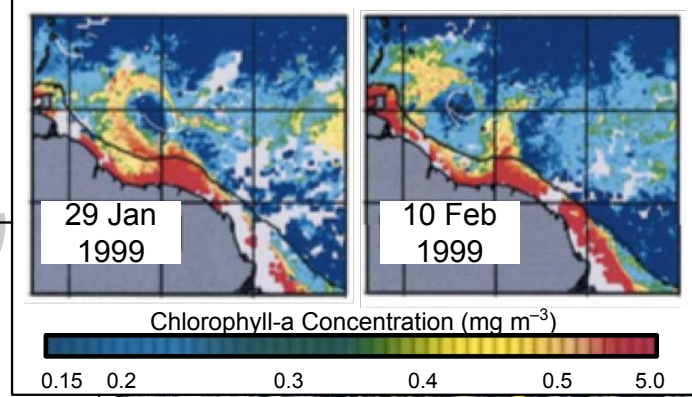 29 Jan
1999
10 Feb
1999
Chlorophyll-a Concentration (mg m⁻³)
0.15 0.2 0.3 0.4 0.5 5.0